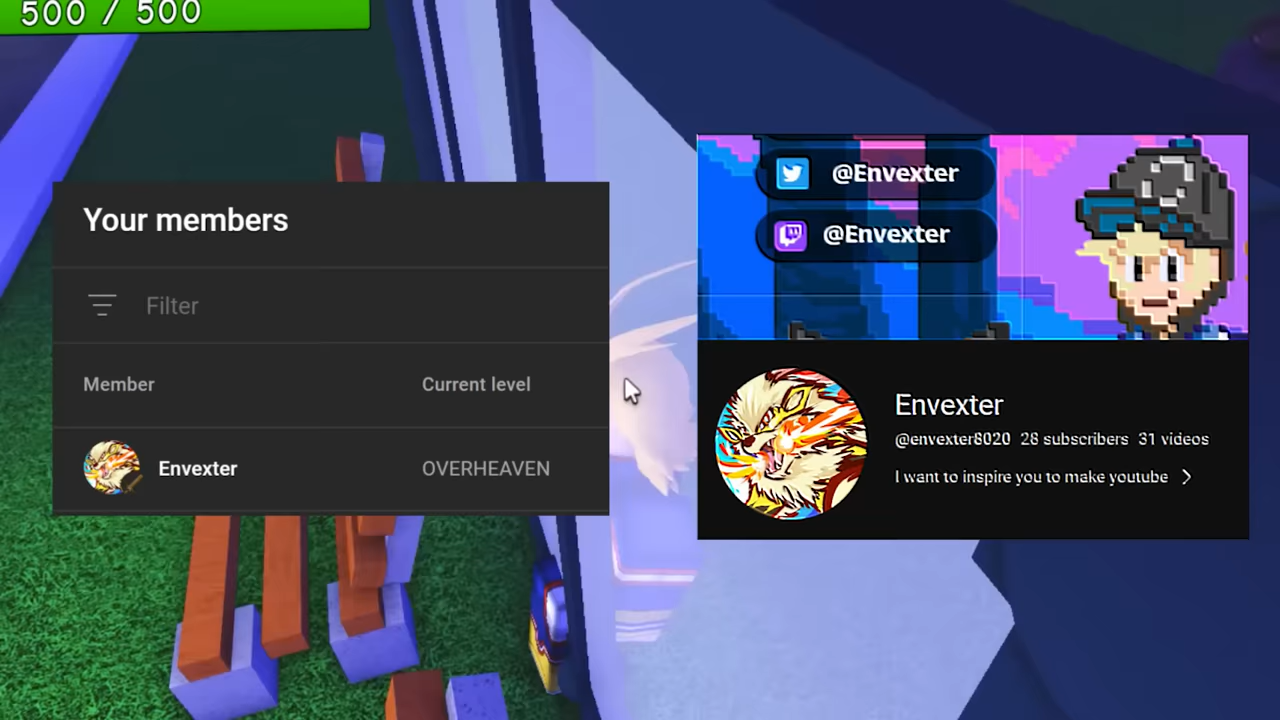 500 / 500
Your members
Filter
Member Current level
Envexter OVERHEAVEN
@Envexter
@Envexter
Envexter
@envexter8020 28 subscribers 31 videos
I want to inspire you to make youtube